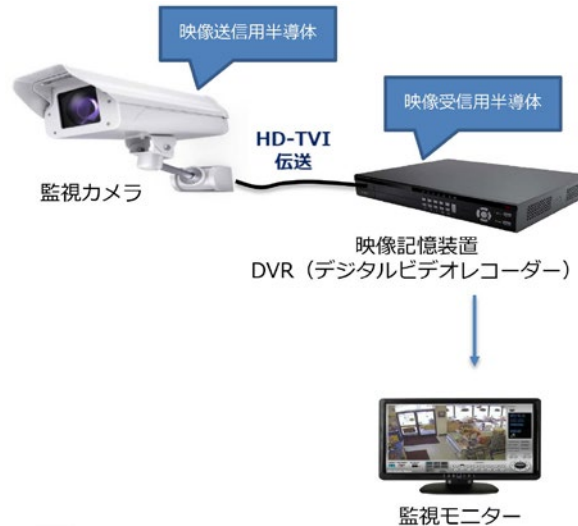 映像送信用半導体
映像受信用半導体
HD-TVI
伝送
監視カメラ
映像記憶装置
DVR（デジタルビデオレコーダー）
監視モニター